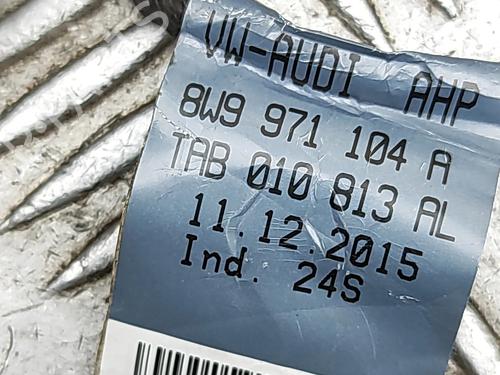 VW-AUDI AHP
8W9 971 104 A
TAB 010 813 AL
11.12.2015
Ind. 24S